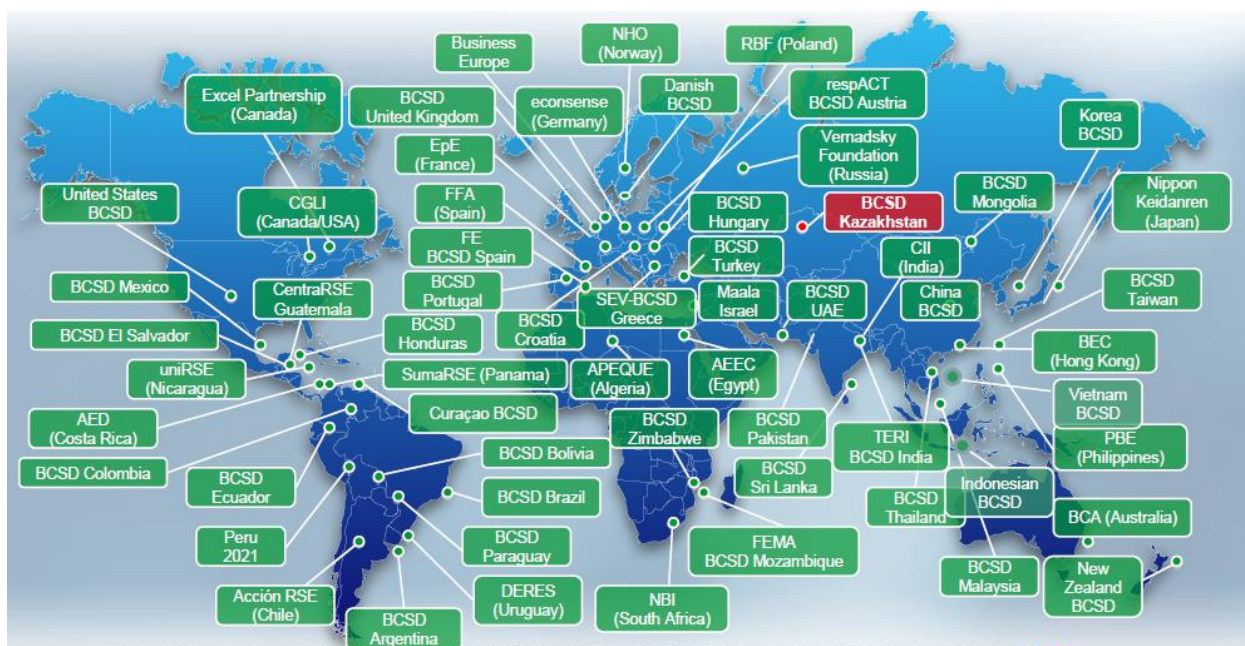 Business
Europe
NHO
(Norway)
RBF (Poland)
Excel Partnership
(Canada)
BCSD
United Kingdom
econsense
(Germany)
Danish
BCSD
respACT
BCSD Austria
Korea
BCSD
EpE
(France)
Vernadsky
Foundation
(Russia)
United States
BCSD
CGLI
(Canada/USA)
FFA
(Spain)
BCSD
Hungary
BCSD
Kazakhstan
BCSD
Mongolia
Nippon
Keidanren
(Japan)
FE
BCSD Spain
BCSD
Turkey
CII
(India)
BCSD Mexico
CentraRSE
Guatemala
BCSD
Portugal
SEV-BCSD
Greece
Maala
Israel
BCSD
UAE
China
BCSD
BCSD
Taiwan
BCSD El Salvador
BCSD
Honduras
BCSD
Croatia
BEC
(Hong Kong)
uniRSE
(Nicaragua)
SumaRSE (Panama)
APEQUE
(Algeria)
AEEC
(Egypt)
Vietnam
BCSD
AED
(Costa Rica)
Curaçao BCSD
BCSD
Zimbabwe
BCSD
Pakistan
TERI
BCSD India
PBE
(Philippines)
BCSD Colombia
BCSD
Ecuador
BCSD Bolivia
BCSD
Sri Lanka
Indonesian
BCSD
BCSD Brazil
BCSD
Thailand
BCA (Australia)
Peru
2021
BCSD
Paraguay
FEMA
BCSD Mozambique
BCSD
Malaysia
New
Zealand
BCSD
Acción RSE
(Chile)
DERES
(Uruguay)
NBI
(South Africa)
BCSD
Argentina